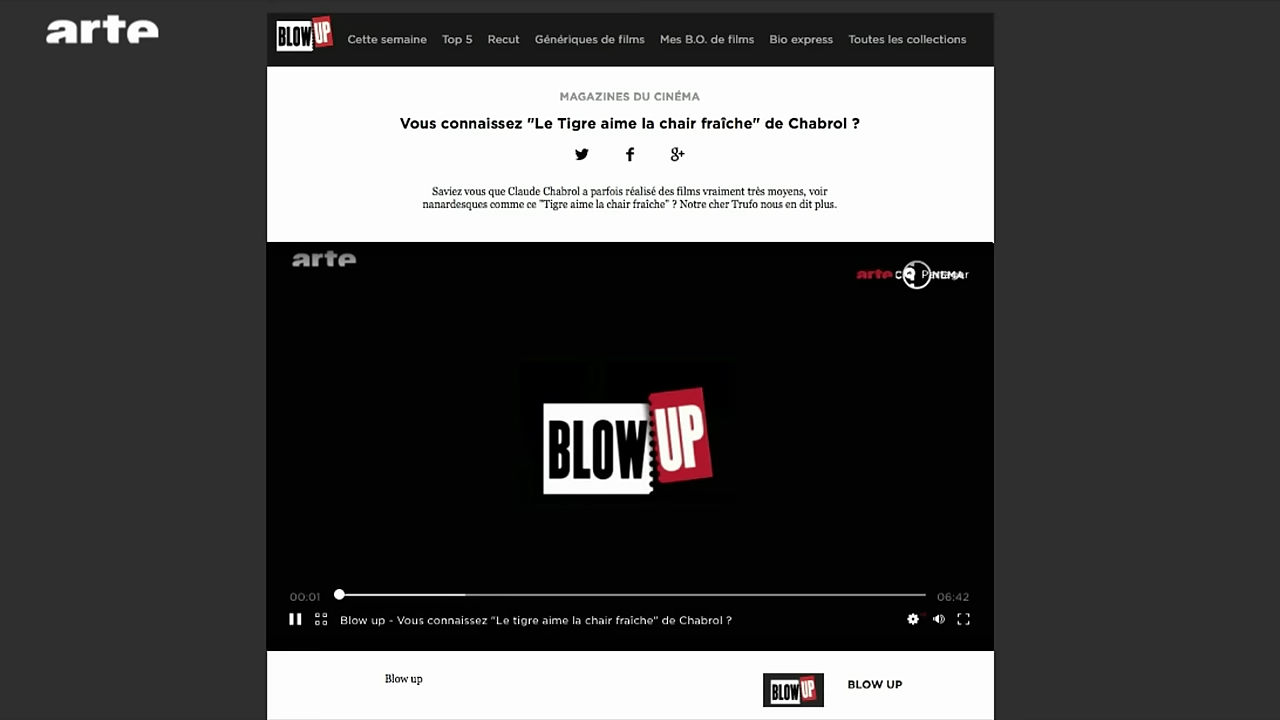 arte
BLOW UP
Cette semaine Top 5 Recut Génériques de films Mes B.O. de films Bio express Toutes les collections
MAGAZINES DU CINÉMA
Vous connaissez "Le Tigre aime la chair fraîche" de Chabrol ?
Saviez vous que Claude Chabrol a parfois réalisé des films vraiment très moyens, voir
nanardesques comme ce "Tigre aime la chair fraîche" ? Notre cher Trufo nous en dit plus.
arte
arte
BLOW UP
00:01
06:42
Blow up - Vous connaissez "Le tigre aime la chair fraîche" de Chabrol ?
Blow up
BLOW UP
BLOW UP